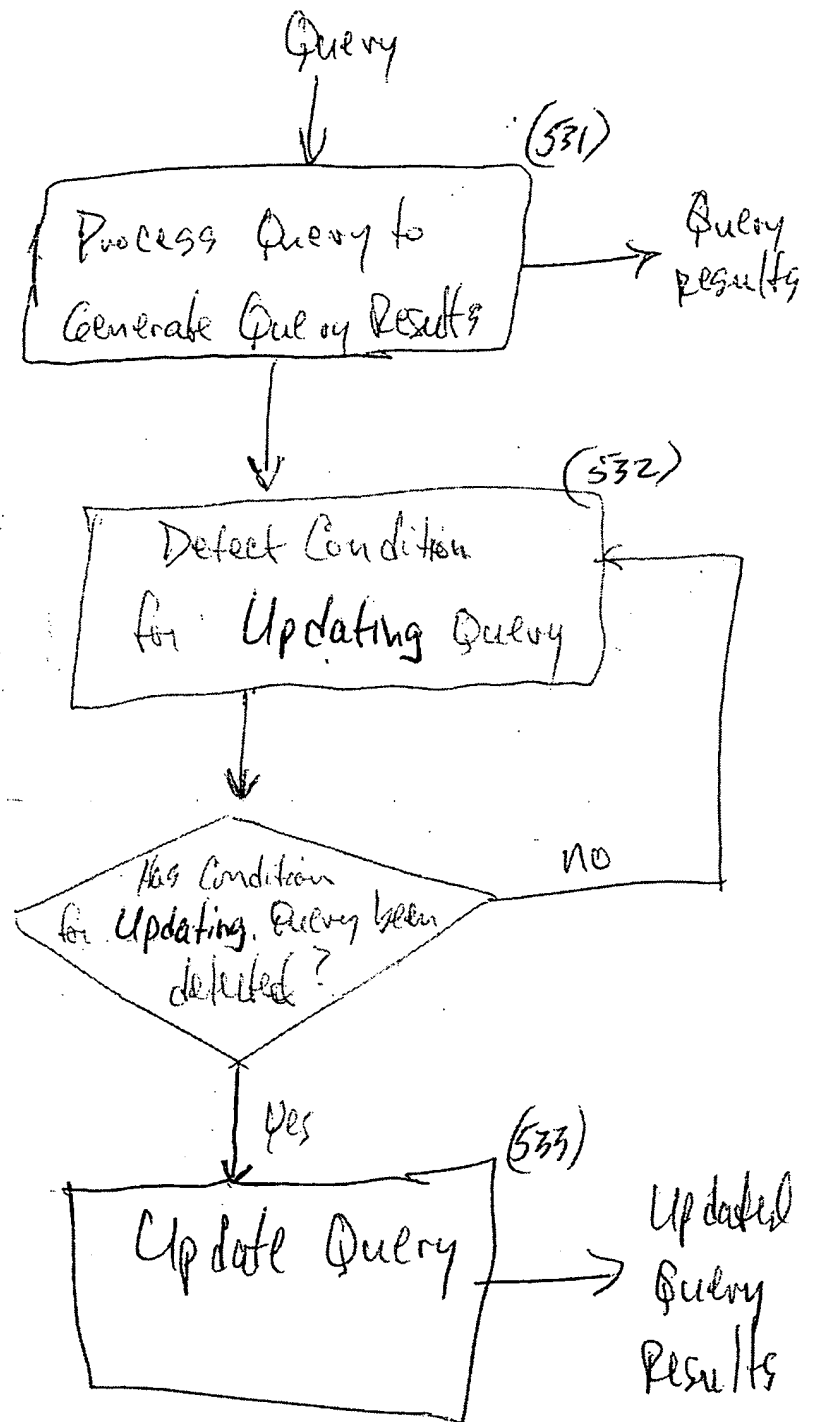 Query
(531)
Process Query to
Generate Query Results
Query
results
(532)
Detect Condition
for Updating Query
Has Condition
for Updating Query been
detected?
no
Yes
(533)
Update Query
Updated
Query
Results